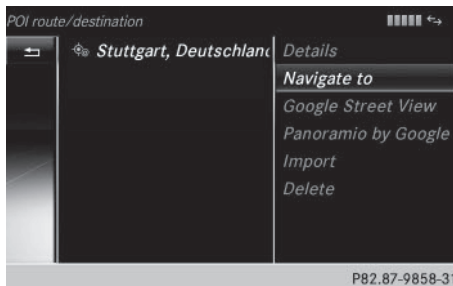 POI route/destination
Stuttgart, Deutschland
Details
Navigate to
Google Street View
Panoramio by Google
Import
Delete
P82.87-9858-31